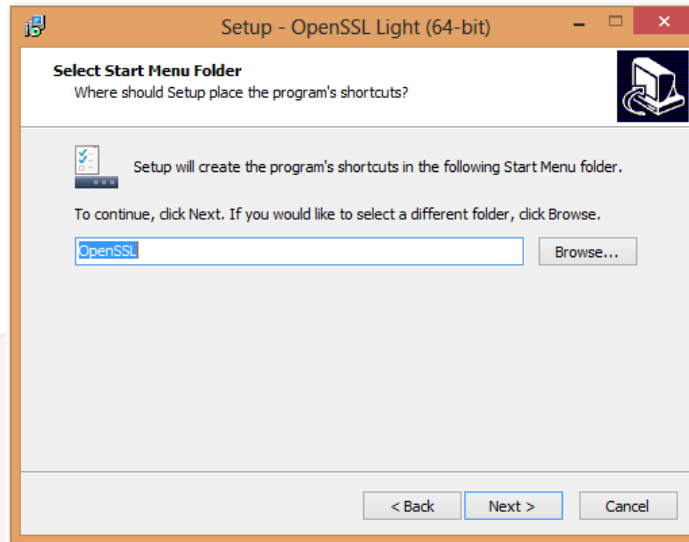 Setup - OpenSSL Light (64-bit)
Select Start Menu Folder
Where should Setup place the program's shortcuts?
Setup will create the program's shortcuts in the following Start Menu folder.
To continue, click Next. If you would like to select a different folder, click Browse.
OpenSSL
Browse...
< Back
Next >
Cancel